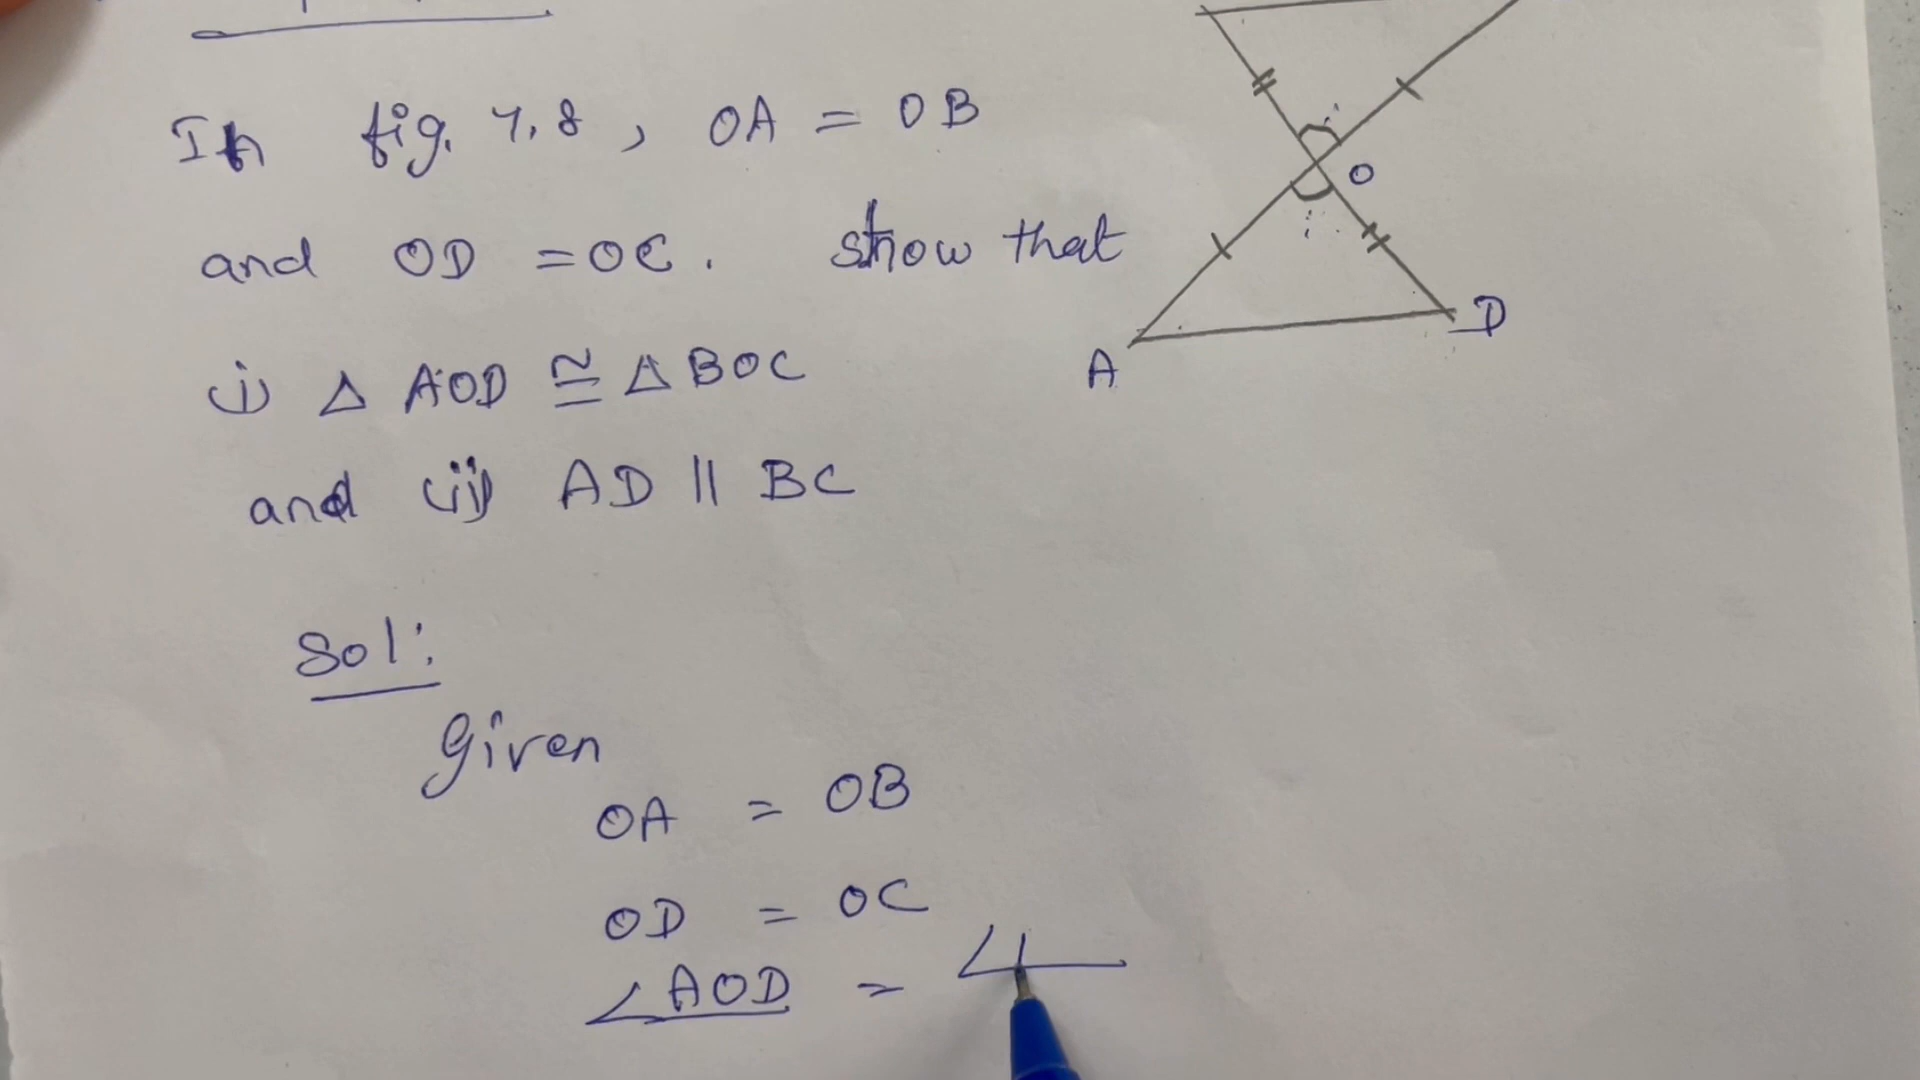 In fig. 7.8, OA = OB
and OD = OC. show that
(i) △ AOD ≅ △ BOC
and (ii) AD || BC
O
D
A
Sol:
Given
OA = OB
OD = OC
∠AOD = ∠